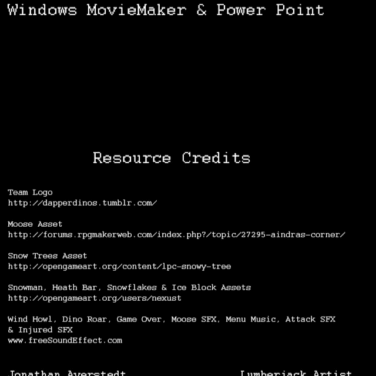 Windows MovieMaker & Power Point
Resource Credits
Team Logo
http://dapperdinos.tumblr.com/
Moose Asset
http://forums.rpgmakerweb.com/index.php?/topic/27295-aindras-corner/
Snow Trees Asset
http://opengameart.org/content/lpc-snowy-tree
Snowman, Heath Bar, Snowflakes & Ice Block Assets
http://opengameart.org/users/nexust
Wind Howl, Dino Roar, Game Over, Moose SFX, Menu Music, Attack SFX
& Injured SFX
www.freeSoundEffect.com
Jonathan Averstedt Lumberjack Artist